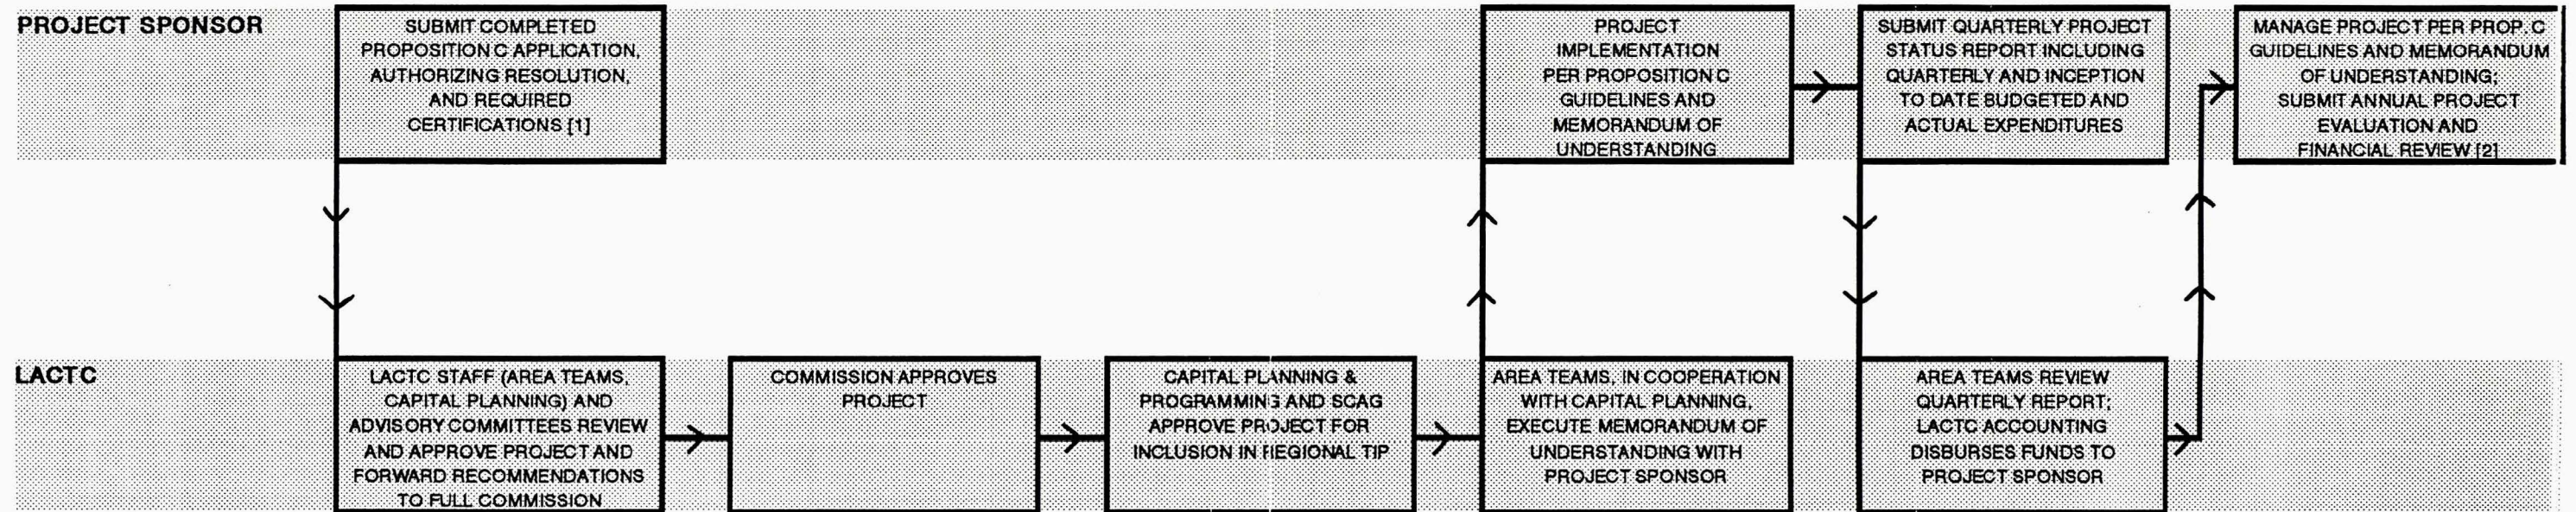 PROJECT SPONSOR
SUBMIT COMPLETED
PROPOSITION C APPLICATION,
AUTHORIZING RESOLUTION,
AND REQUIRED
CERTIFICATIONS [1]
PROJECT
IMPLEMENTATION
PER PROPOSITION C
GUIDELINES AND
MEMORANDUM OF
UNDERSTANDING
SUBMIT QUARTERLY PROJECT
STATUS REPORT INCLUDING
QUARTERLY AND INCEPTION
TO DATE BUDGETED AND
ACTUAL EXPENDITURES
MANAGE PROJECT PER PROP. C
GUIDELINES AND MEMORANDUM
OF UNDERSTANDING;
SUBMIT ANNUAL PROJECT
EVALUATION AND
FINANCIAL REVIEW [2]
LACTC
LACTC STAFF (AREA TEAMS,
CAPITAL PLANNING) AND
ADVISORY COMMITTEES REVIEW
AND APPROVE PROJECT AND
FORWARD RECOMMENDATIONS
TO FULL COMMISSION
COMMISSION APPROVES
PROJECT
CAPITAL PLANNING &
PROGRAMMING AND SCAG
APPROVE PROJECT FOR
INCLUSION IN REGIONAL TIP
AREA TEAMS, IN COOPERATION
WITH CAPITAL PLANNING,
EXECUTE MEMORANDUM OF
UNDERSTANDING WITH
PROJECT SPONSOR
AREA TEAMS REVIEW
QUARTERLY REPORT;
LACTC ACCOUNTING
DISBURSES FUNDS TO
PROJECT SPONSOR